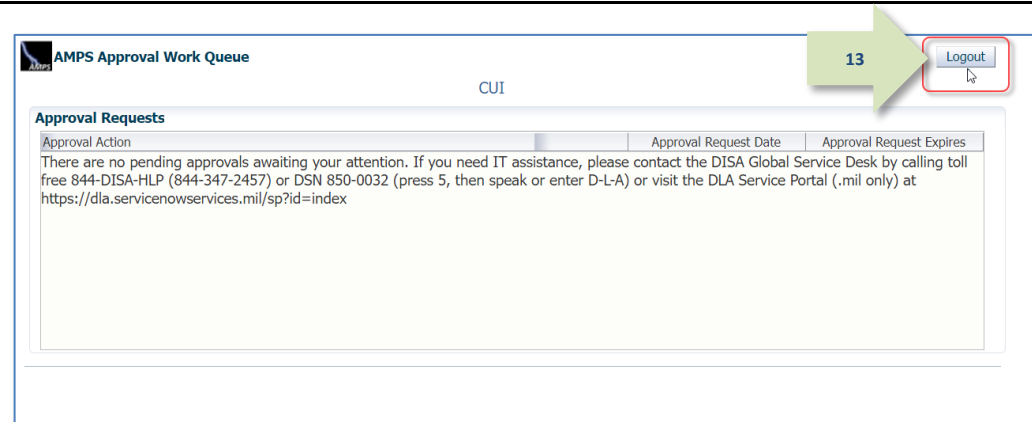 AMPS
AMPS Approval Work Queue
13
Logout
CUI
Approval Requests
Approval Action
Approval Request Date
Approval Request Expires
There are no pending approvals awaiting your attention. If you need IT assistance, please contact the DISA Global Service Desk by calling toll
free 844-DISA-HLP (844-347-2457) or DSN 850-0032 (press 5, then speak or enter D-L-A) or visit the DLA Service Portal (.mil only) at
https://dla.servicenowservices.mil/sp?id=index